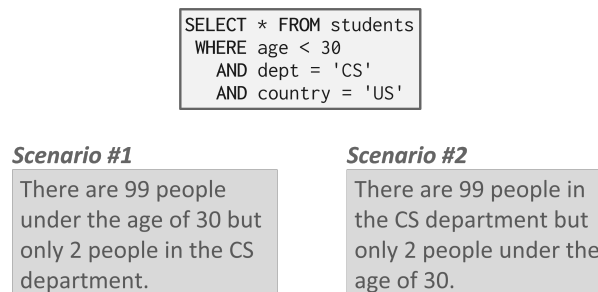 SELECT * FROM students
WHERE age < 30
AND dept = 'CS'
AND country = 'US'
Scenario #1
There are 99 people
under the age of 30 but
only 2 people in the CS
department.
Scenario #2
There are 99 people in
the CS department but
only 2 people under the
age of 30.